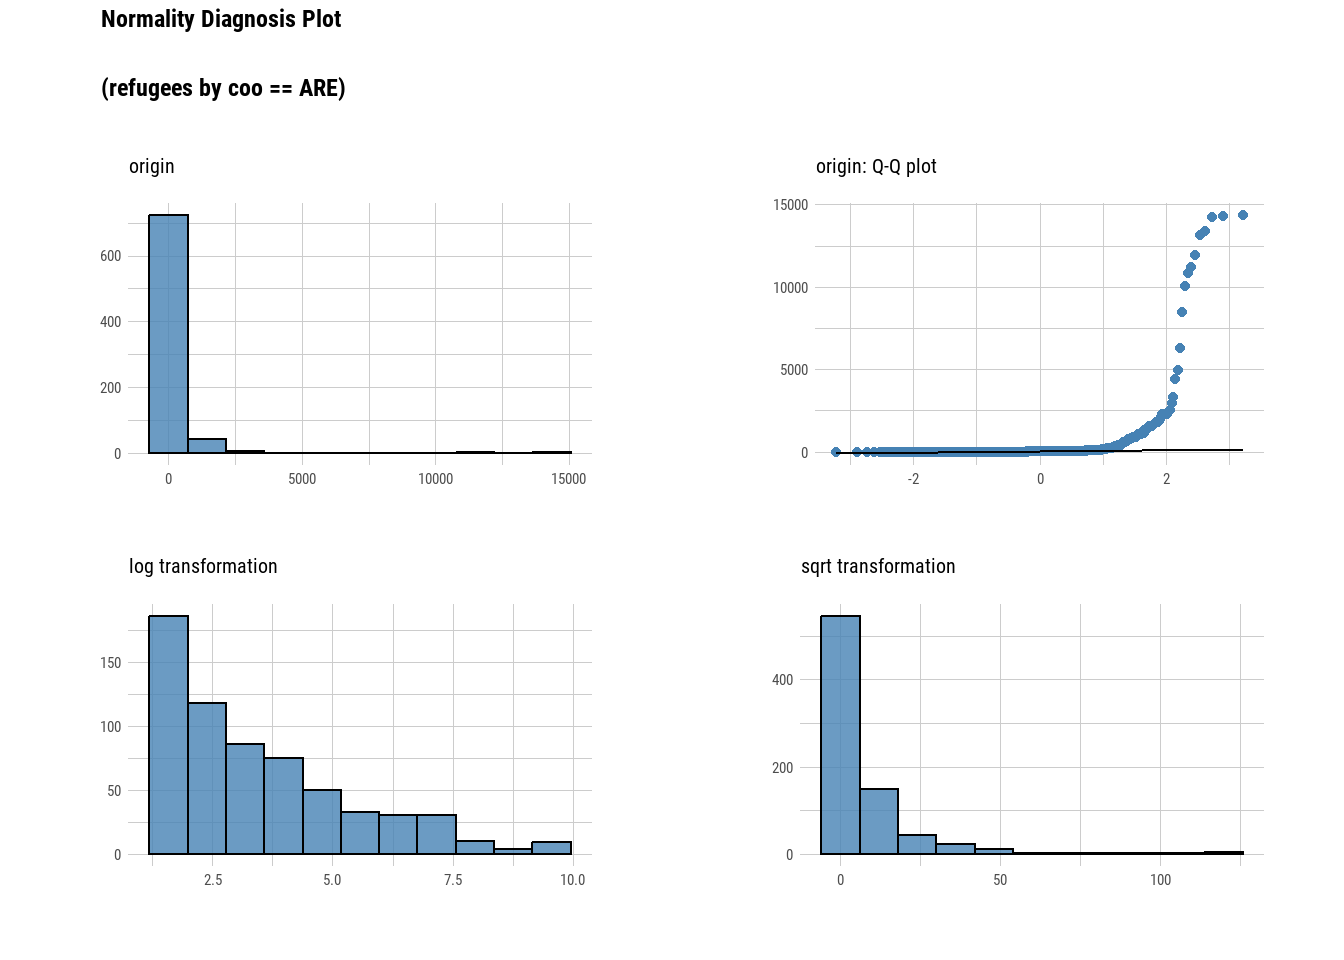 Normality Diagnosis Plot
(refugees by coo == ARE)
origin
600
400
200
0
0 5000 10000 15000
origin: Q-Q plot
15000
10000
5000
0
-2 0 2
log transformation
150
100
50
0
2.5 5.0 7.5 10.0
sqrt transformation
400
200
0
0 50 100